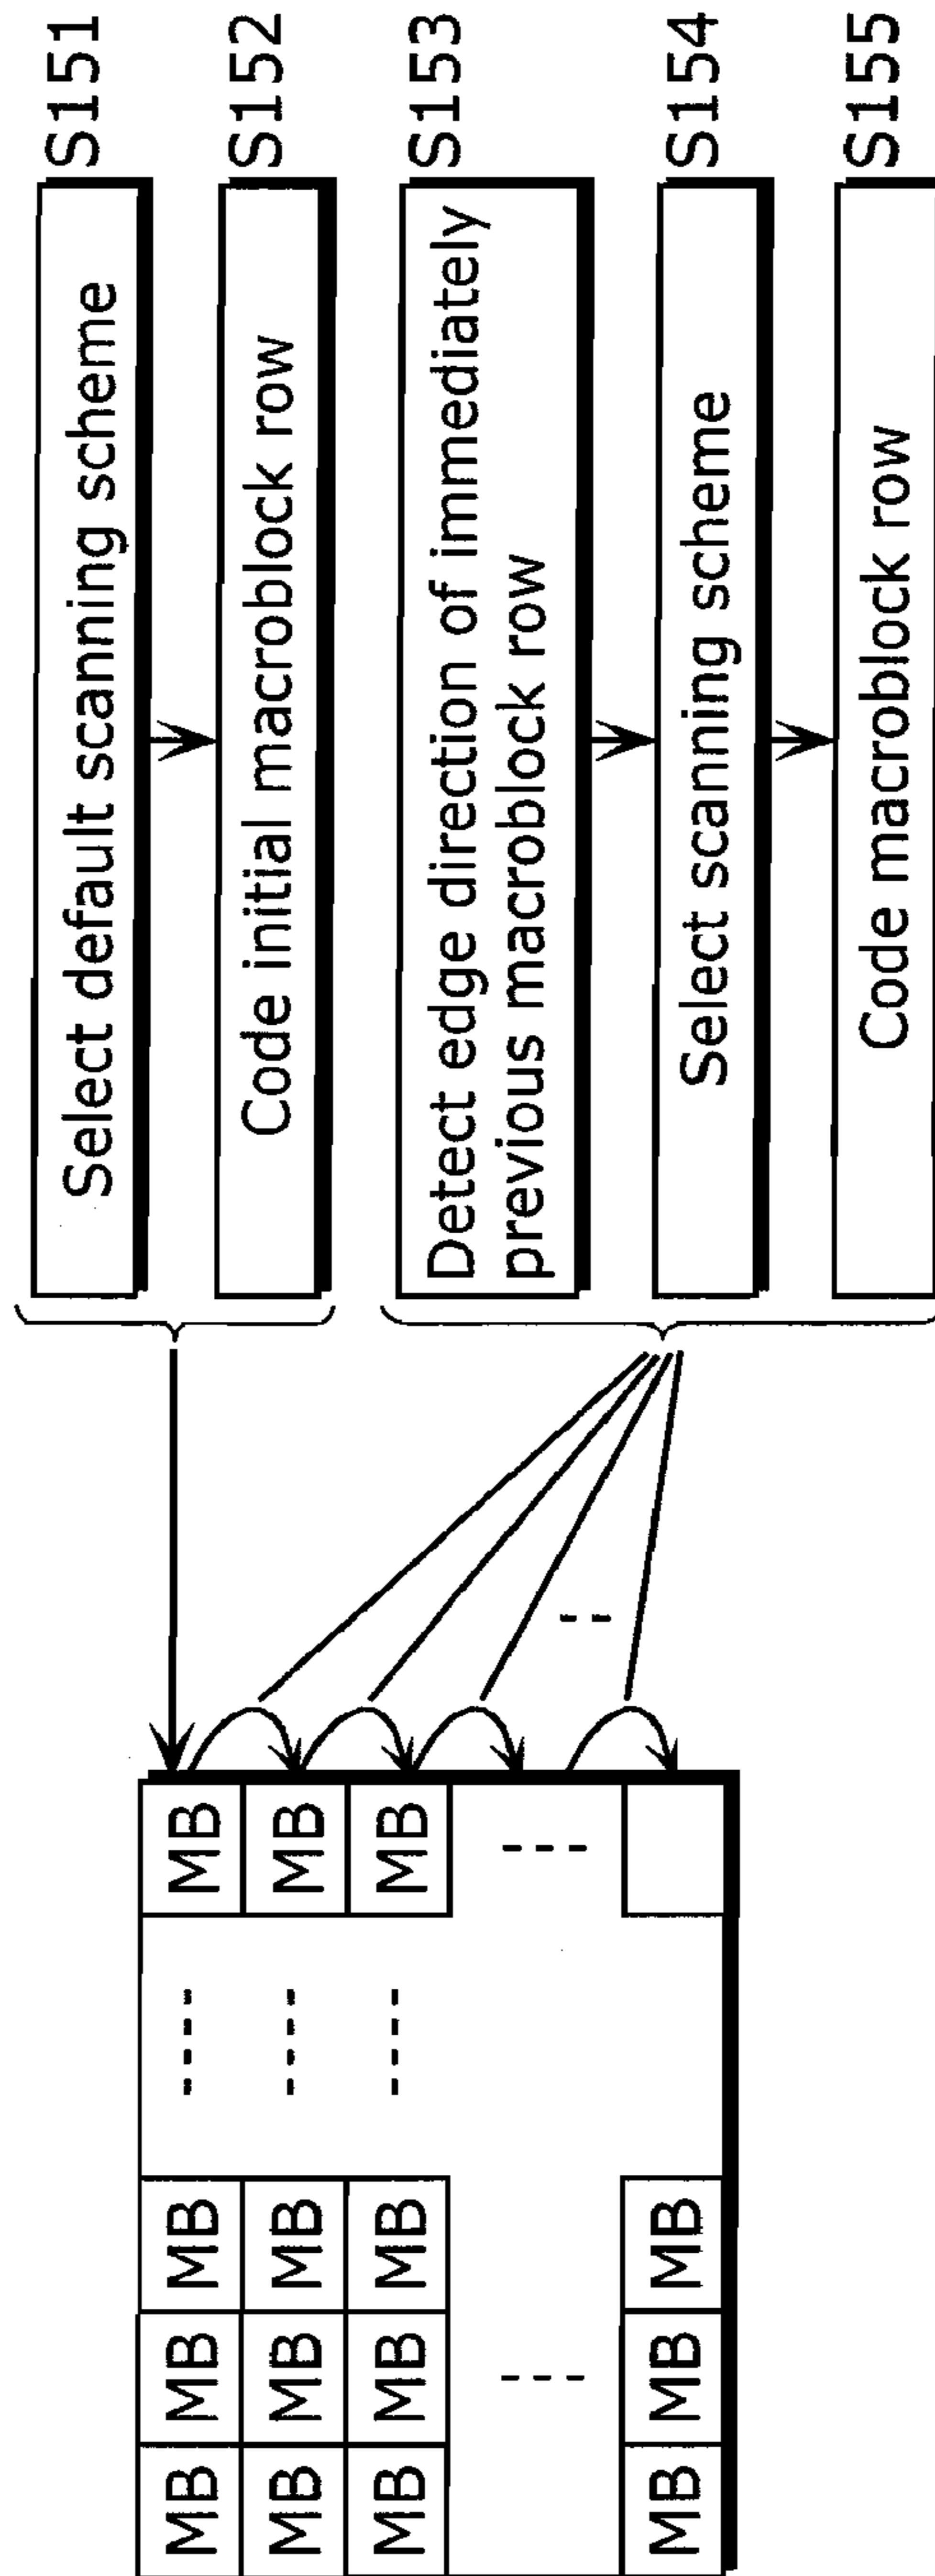 MB MB MB MB
MB MB MB MB
MB MB MB MB
MB MB MB
Select default scanning scheme S151
Code initial macroblock row S152
Detect edge direction of immediately S153
previous macroblock row
Select scanning scheme S154
Code macroblock row S155